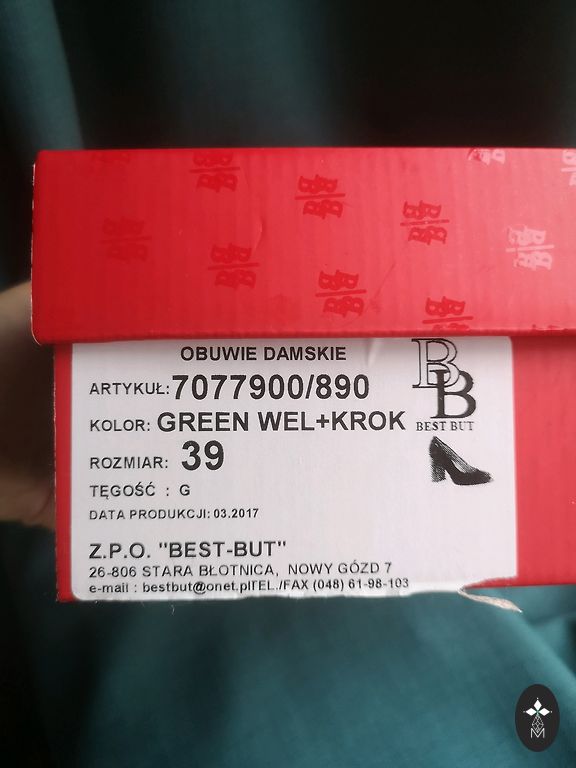 OBUWIE DAMSKIE
ARTYKUŁ: 7077900/890
KOLOR: GREEN WEL+KROK
ROZMIAR: 39
TĘGOŚĆ : G
DATA PRODUKCJI: 03.2017
BB
BEST BUT
Z.P.O. "BEST-BUT"
26-806 STARA BŁOTNICA, NOWY GÓZD 7
e-mail : bestbut@onet.plTEL./FAX (048) 61-98-103
M